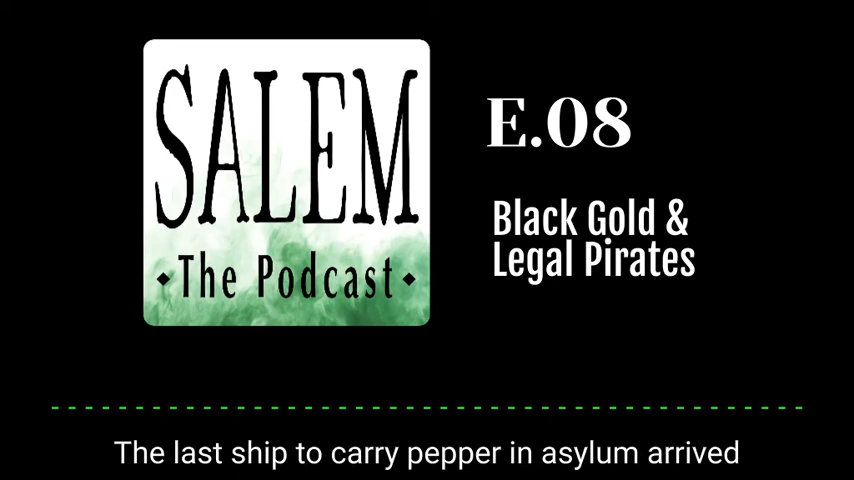 SALEM
The Podcast
E.08
Black Gold &
Legal Pirates
The last ship to carry pepper in asylum arrived